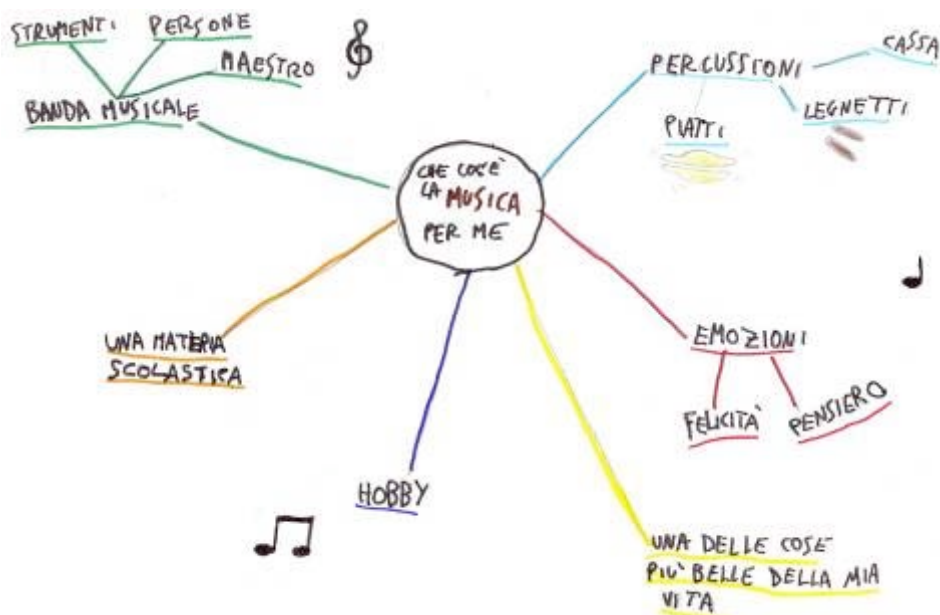 STRUMENTI
PERSONE
MAESTRO
BANDA MUSICALE
PERCUSSIONI
CASSA
LEGNETTI
PIATTI
CHE COS'È
LA MUSICA
PER ME
UNA MATERIA
SCOLASTICA
EMOZIONI
FELICITÀ
PENSIERO
HOBBY
UNA DELLE COSE
PIÙ BELLE DELLA MIA
VITA